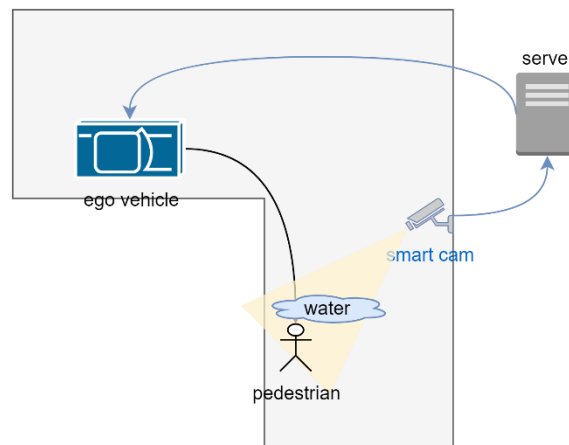 serve
ego vehicle
smart cam
water
pedestrian